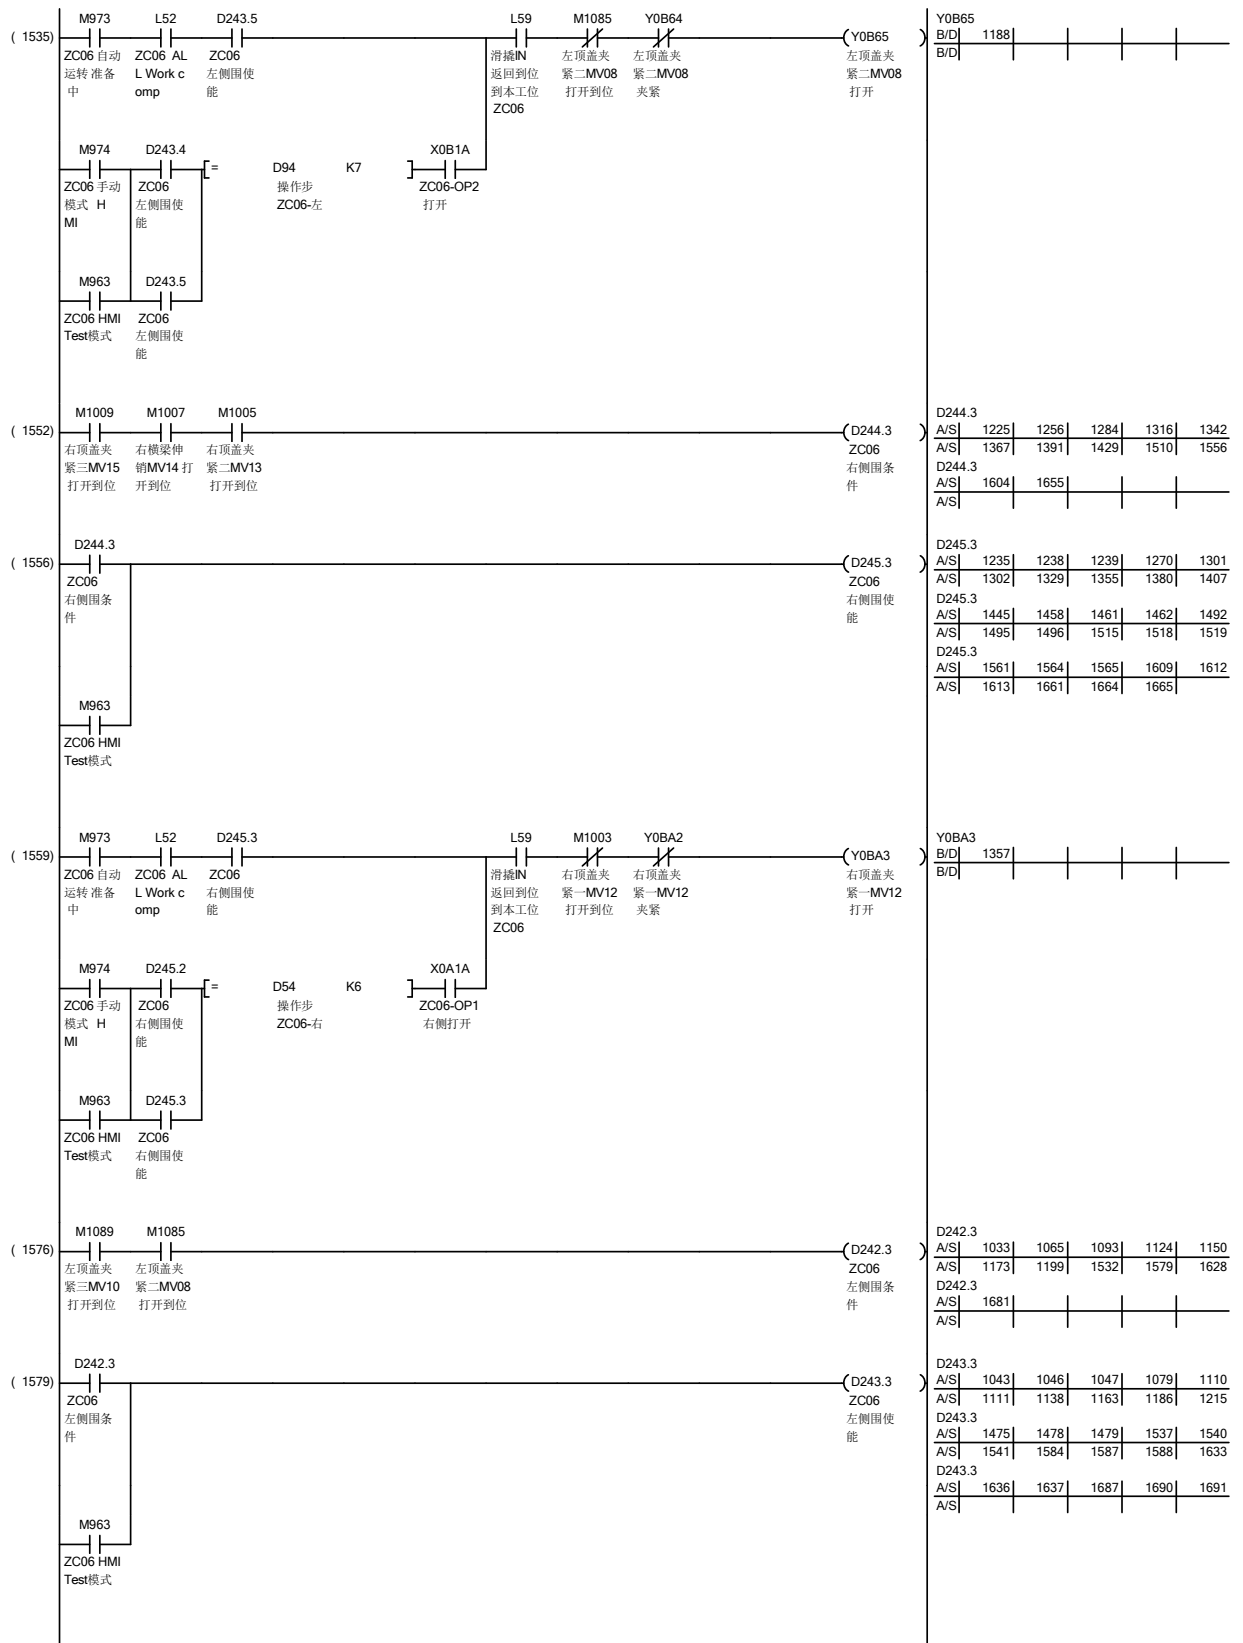 M973 L52 D243.5 L59 M1085 Y0B64 Y0B65
( 1535) (Y0B65 ) B/D 1188
ZC06 自动 ZC06 AL ZC06 滑撬IN 左顶盖夹 左顶盖夹 左顶盖夹 B/D
运转 准备 L Work c 左侧围使 返回到位 紧二MV08 紧二MV08 紧二MV08
中 omp 能 到本工位 打开到位 夹紧 打开
ZC06
M974 D243.4 X0B1A
[= D94 K7 ]
ZC06 手动 ZC06 操作步 ZC06-OP2
模式 H 左侧围使 ZC06-左 打开
MI 能
M963 D243.5
ZC06 HMI ZC06
Test模式 左侧围使
能
M1009 M1007 M1005 D244.3
( 1552) (D244.3 ) A/S 1225 1256 1284 1316 1342
右顶盖夹 右横梁伸 右顶盖夹 ZC06 A/S 1367 1391 1429 1510 1556
紧三MV15 销MV14 打 紧二MV13 右侧围条 D244.3
打开到位 开到位 打开到位 件 A/S 1604 1655
A/S
D244.3 D245.3
( 1556) (D245.3 ) A/S 1235 1238 1239 1270 1301
ZC06 ZC06 A/S 1302 1329 1355 1380 1407
右侧围条 右侧围使 D245.3
件 能 A/S 1445 1458 1461 1462 1492
A/S 1495 1496 1515 1518 1519
D245.3
A/S 1561 1564 1565 1609 1612
A/S 1613 1661 1664 1665
M963
ZC06 HMI
Test模式
M973 L52 D245.3 L59 M1003 Y0BA2 Y0BA3
( 1559) (Y0BA3 ) B/D 1357
ZC06 自动 ZC06 AL ZC06 滑撬IN 右顶盖夹 右顶盖夹 右顶盖夹 B/D
运转 准备 L Work c 右侧围使 返回到位 紧一MV12 紧一MV12 紧一MV12
中 omp 能 到本工位 打开到位 夹紧 打开
ZC06
M974 D245.2 X0A1A
[= D54 K6 ]
ZC06 手动 ZC06 操作步 ZC06-OP1
模式 H 右侧围使 ZC06-右 右侧打开
MI 能
M963 D245.3
ZC06 HMI ZC06
Test模式 右侧围使
能
M1089 M1085 D242.3
( 1576) (D242.3 ) A/S 1033 1065 1093 1124 1150
左顶盖夹 左顶盖夹 ZC06 A/S 1173 1199 1532 1579 1628
紧三MV10 紧二MV08 左侧围条 D242.3
打开到位 打开到位 件 A/S 1681
A/S
D242.3 D243.3
( 1579) (D243.3 ) A/S 1043 1046 1047 1079 1110
ZC06 ZC06 A/S 1111 1138 1163 1186 1215
左侧围条 左侧围使 D243.3
件 能 A/S 1475 1478 1479 1537 1540
A/S 1541 1584 1587 1588 1633
D243.3
A/S 1636 1637 1687 1690 1691
A/S
M963
ZC06 HMI
Test模式